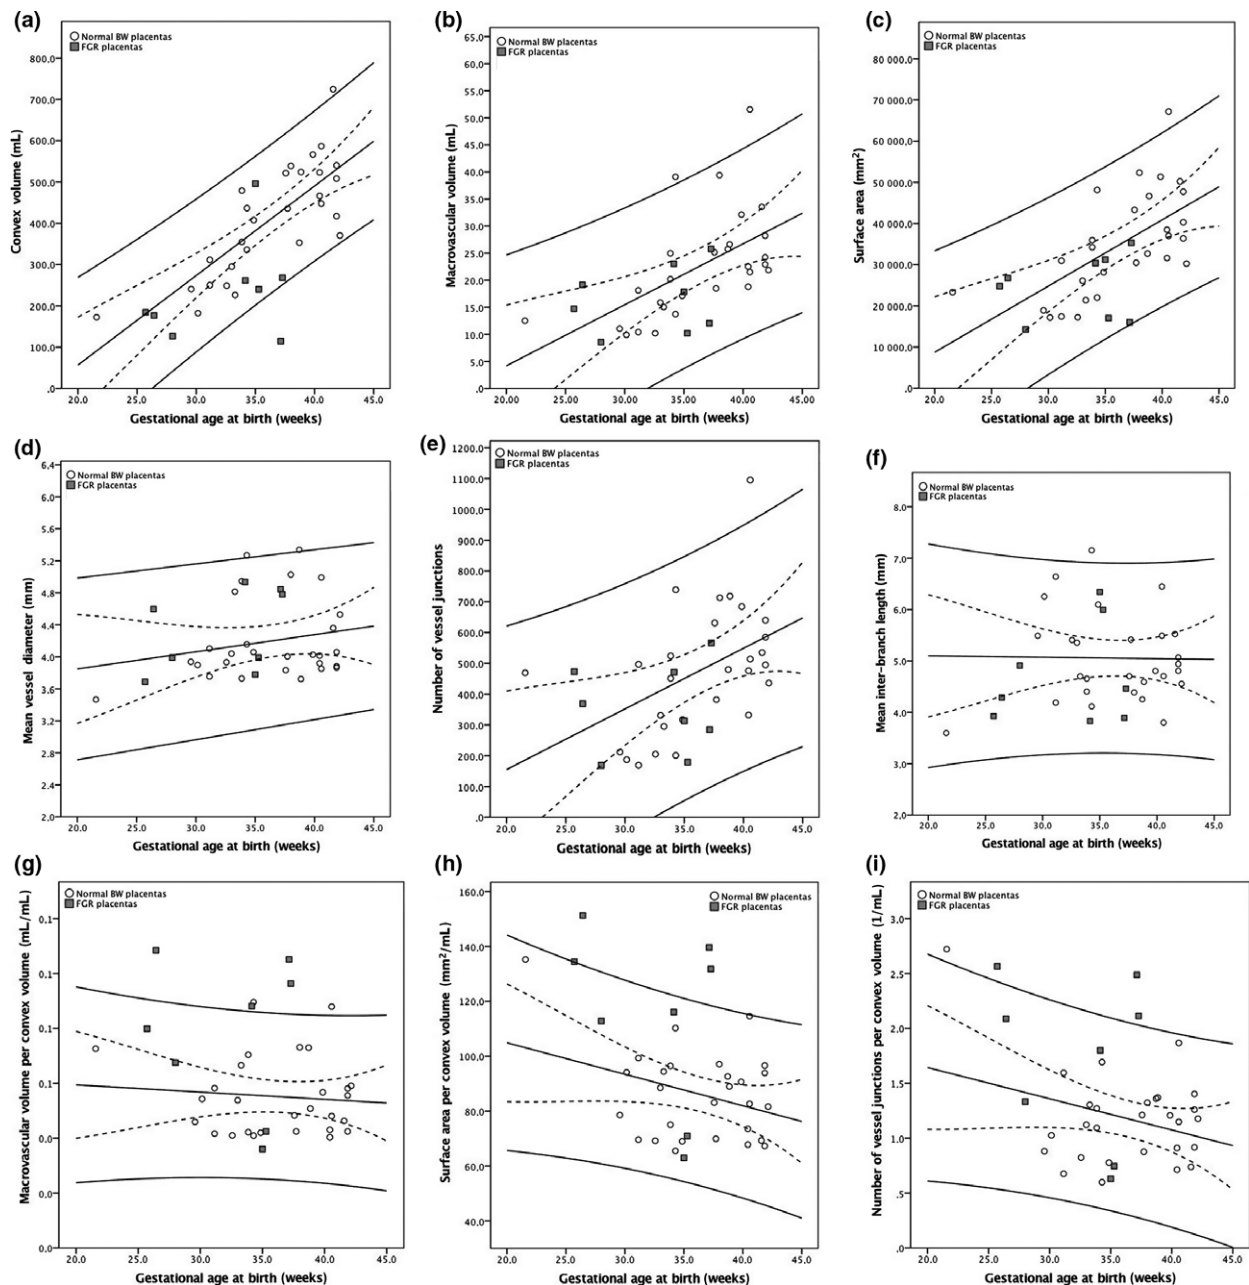 (a)
Normal BW placentas
FGR placentas
800.0
700.0
600.0
500.0
400.0
300.0
200.0
100.0
.0
20.0 25.0 30.0 35.0 40.0 45.0
Convex volume (mL)
Gestational age at birth (weeks)
(b)
Normal BW placentas
FGR placentas
65.0
60.0
55.0
50.0
45.0
40.0
35.0
30.0
25.0
20.0
15.0
10.0
5.0
.0
20.0 25.0 30.0 35.0 40.0 45.0
Macrovascular volume (mL)
Gestational age at birth (weeks)
(c)
Normal BW placentas
FGR placentas
80 000.0
70 000.0
60 000.0
50 000.0
40 000.0
30 000.0
20 000.0
10 000.0
.0
20.0 25.0 30.0 35.0 40.0 45.0
Surface area (mm²)
Gestational age at birth (weeks)
(d)
Normal BW placentas
FGR placentas
6.4
6.0
5.6
5.2
4.8
4.4
4.0
3.6
3.2
2.8
2.4
2.0
20.0 25.0 30.0 35.0 40.0 45.0
Mean vessel diameter (mm)
Gestational age at birth (weeks)
(e)
Normal BW placentas
FGR placentas
1200.0
1100.0
1000.0
900.0
800.0
700.0
600.0
500.0
400.0
300.0
200.0
100.0
.0
20.0 25.0 30.0 35.0 40.0 45.0
Number of vessel junctions
Gestational age at birth (weeks)
(f)
Normal BW placentas
FGR placentas
8.0
7.0
6.0
5.0
4.0
3.0
2.0
20.0 25.0 30.0 35.0 40.0 45.0
Mean inter-branch length (mm)
Gestational age at birth (weeks)
(g)
Normal BW placentas
FGR placentas
0.1
0.1
0.1
0.1
0.0
0.0
0.0
20.0 25.0 30.0 35.0 40.0 45.0
Macrovascular volume per convex volume (mL/mL)
Gestational age at birth (weeks)
(h)
Normal BW placentas
FGR placentas
160.0
140.0
120.0
100.0
80.0
60.0
40.0
20.0 25.0 30.0 35.0 40.0 45.0
Surface area per convex volume (mm²/mL)
Gestational age at birth (weeks)
(i)
Normal BW placentas
FGR placentas
3.0
2.5
2.0
1.5
1.0
.5
.0
20.0 25.0 30.0 35.0 40.0 45.0
Number of vessel junctions per convex volume (1/mL)
Gestational age at birth (weeks)